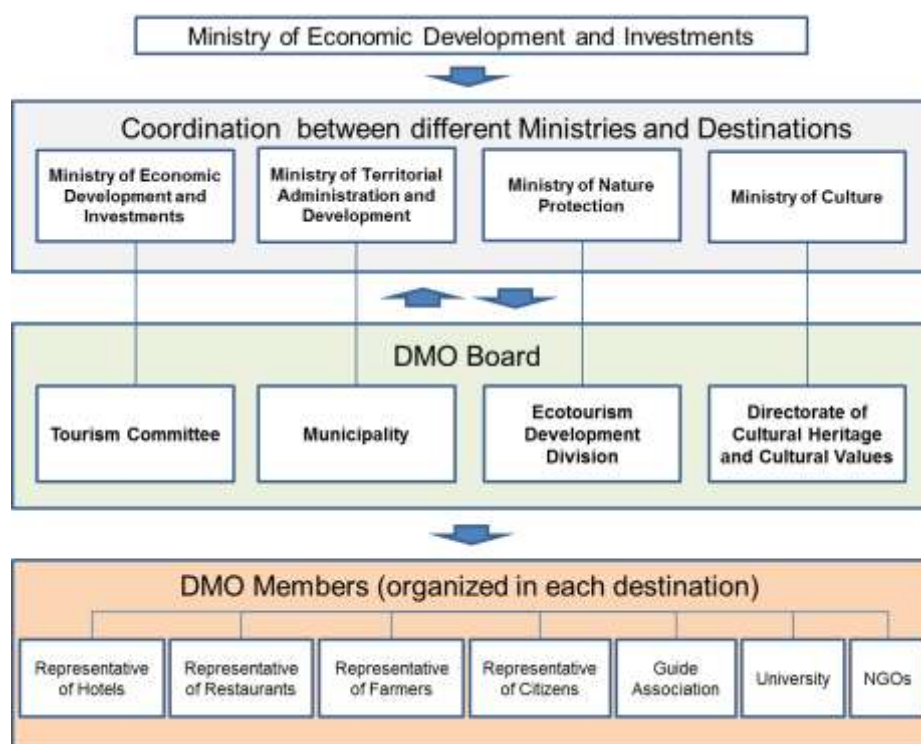 Ministry of Economic Development and Investments
Coordination between different Ministries and Destinations
Ministry of Economic
Development and
Investments
Ministry of Territorial
Administration and
Development
Ministry of Nature
Protection
Ministry of Culture
DMO Board
Tourism Committee
Municipality
Ecotourism
Development
Division
Directorate of
Cultural Heritage
and Cultural Values
DMO Members (organized in each destination)
Representative
of Hotels
Representative
of Restaurants
Representative
of Farmers
Representative
of Citizens
Guide
Association
University
NGOs